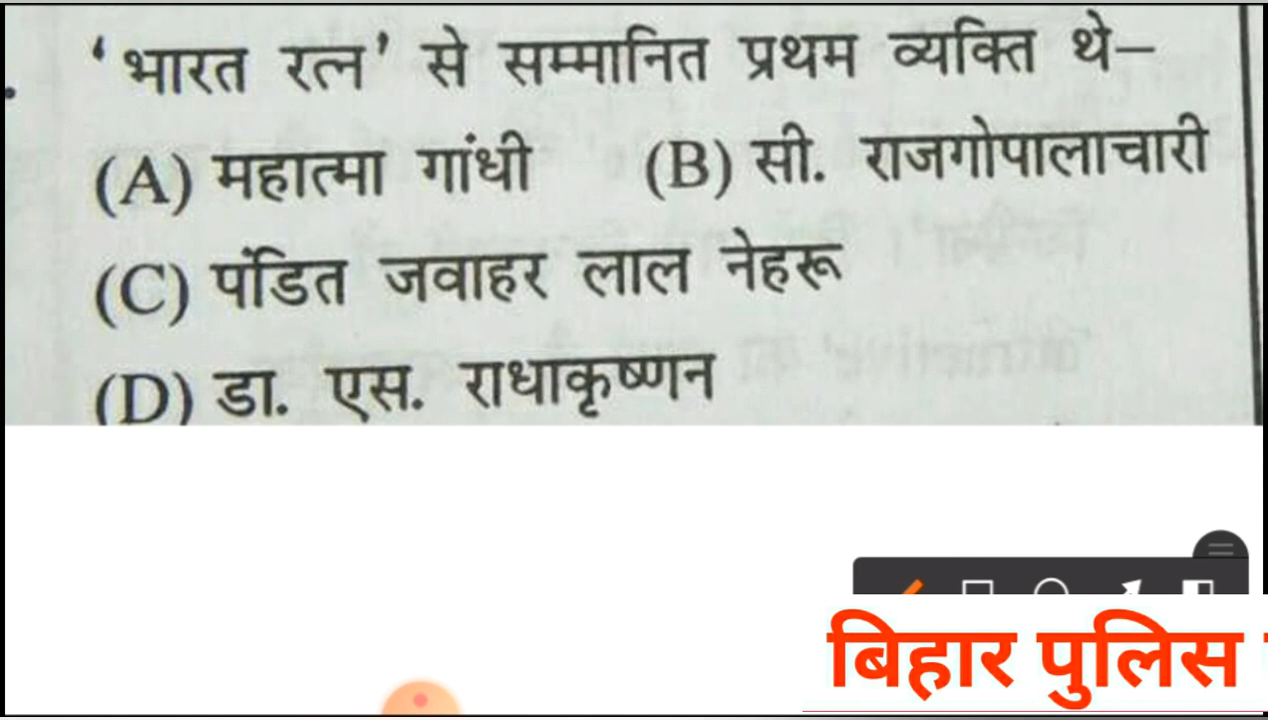 'भारत रत्न' से सम्मानित प्रथम व्यक्ति थे–
(A) महात्मा गांधी (B) सी. राजगोपालाचारी
(C) पंडित जवाहर लाल नेहरू
(D) डा. एस. राधाकृष्णन
बिहार पुलिस